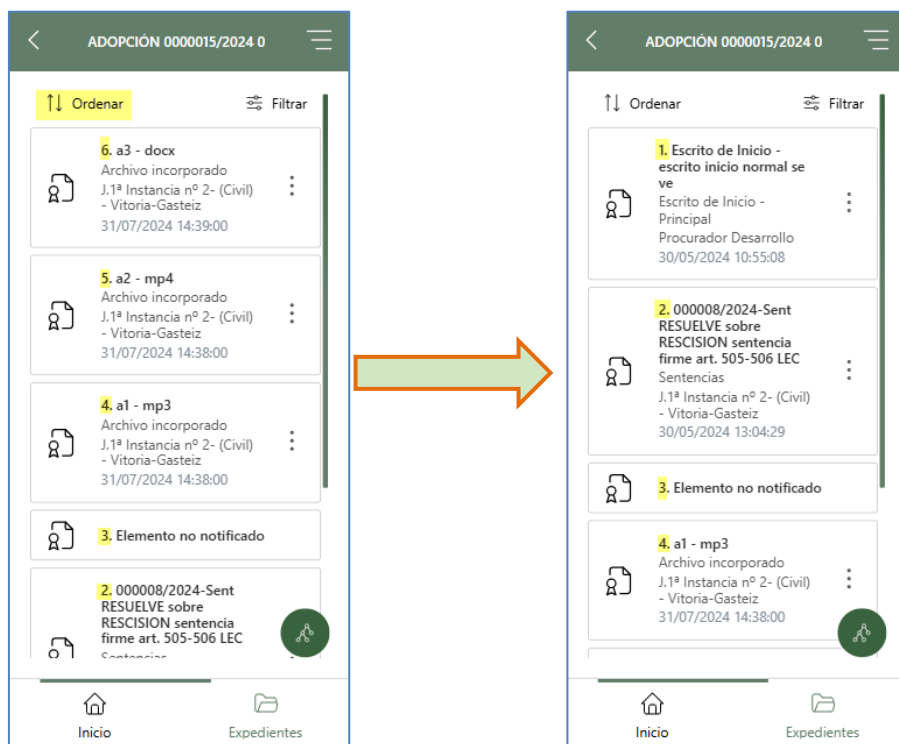 ADOPCIÓN 0000015/2024 0
Ordenar
Filtrar
6. a3 - docx
Archivo incorporado
J.1ª Instancia nº 2- (Civil)
- Vitoria-Gasteiz
31/07/2024 14:39:00
5. a2 - mp4
Archivo incorporado
J.1ª Instancia nº 2- (Civil)
- Vitoria-Gasteiz
31/07/2024 14:38:00
4. a1 - mp3
Archivo incorporado
J.1ª Instancia nº 2- (Civil)
- Vitoria-Gasteiz
31/07/2024 14:38:00
3. Elemento no notificado
2. 000008/2024-Sent
RESUELVE sobre
RESCISION sentencia
firme art. 505-506 LEC
Sentencias
Inicio
Expedientes
ADOPCIÓN 0000015/2024 0
Ordenar
Filtrar
1. Escrito de Inicio -
escrito inicio normal se
ve
Escrito de Inicio -
Principal
Procurador Desarrollo
30/05/2024 10:55:08
2. 000008/2024-Sent
RESUELVE sobre
RESCISION sentencia
firme art. 505-506 LEC
Sentencias
J.1ª Instancia nº 2- (Civil)
- Vitoria-Gasteiz
30/05/2024 13:04:29
3. Elemento no notificado
4. a1 - mp3
Archivo incorporado
J.1ª Instancia nº 2- (Civil)
- Vitoria-Gasteiz
31/07/2024 14:38:00
Inicio
Expedientes